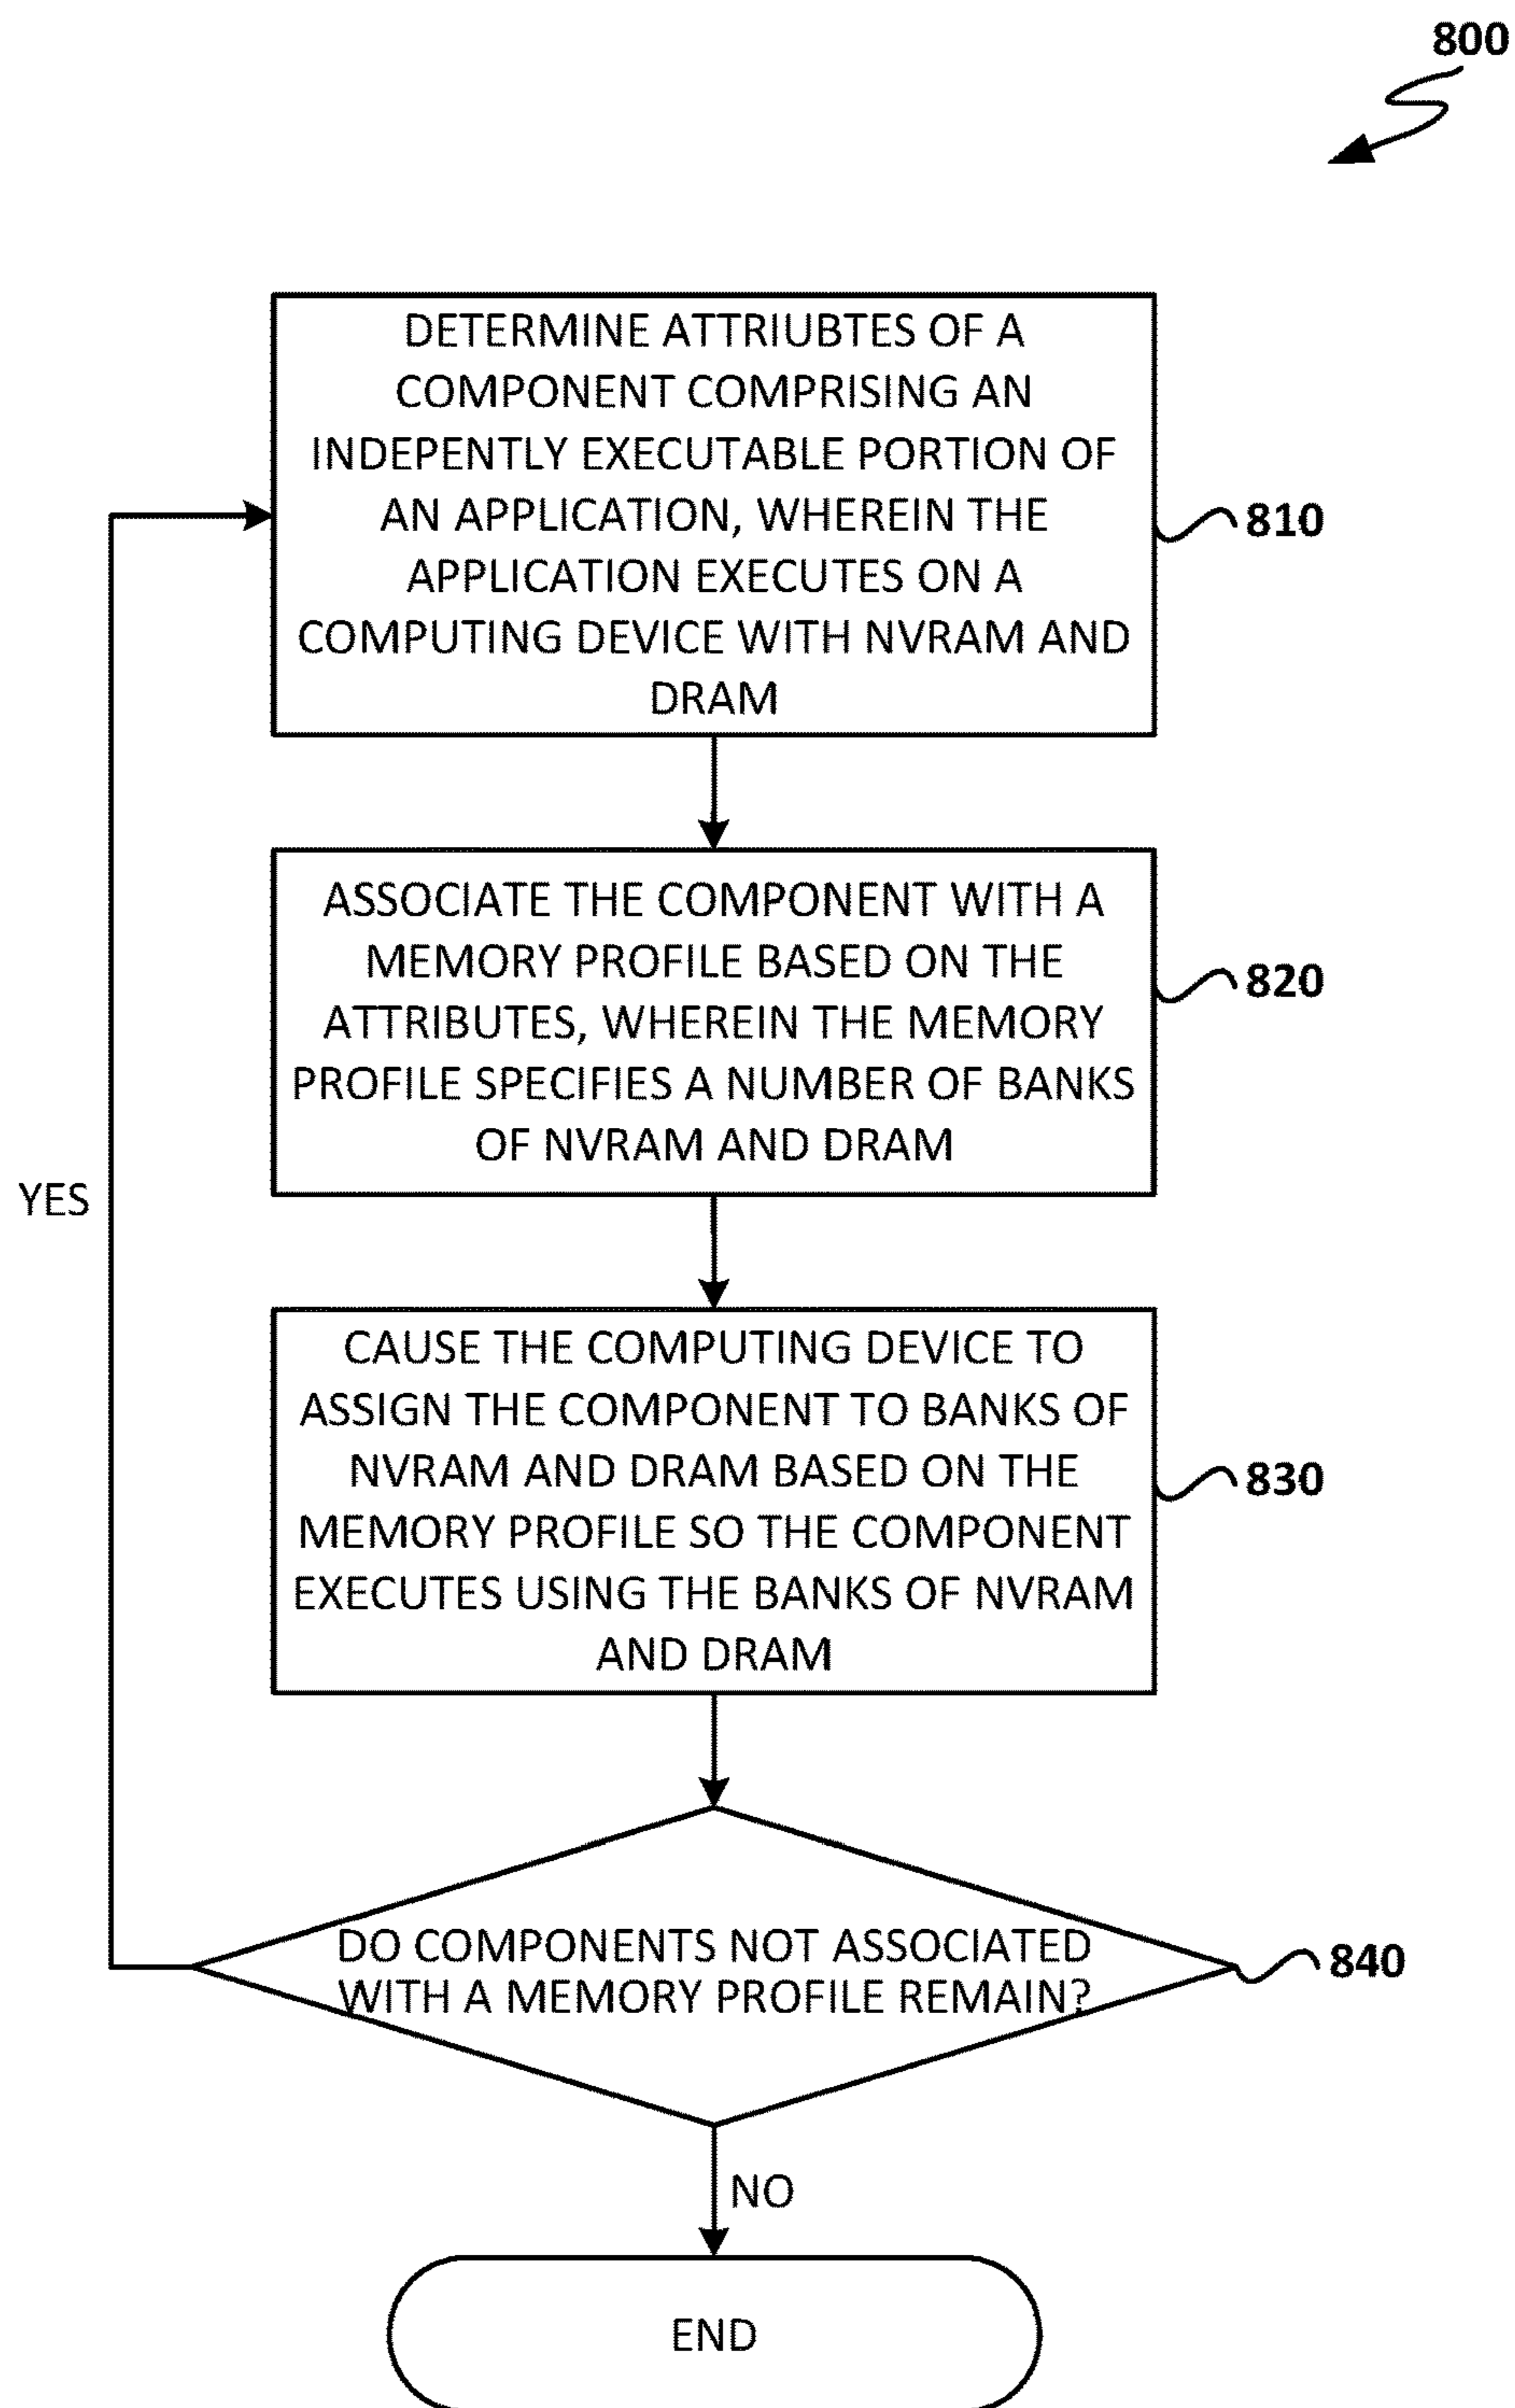 800
DETERMINE ATTRIUBTES OF A
COMPONENT COMPRISING AN
INDEPENTLY EXECUTABLE PORTION OF
AN APPLICATION, WHEREIN THE
APPLICATION EXECUTES ON A
COMPUTING DEVICE WITH NVRAM AND
DRAM
810
ASSOCIATE THE COMPONENT WITH A
MEMORY PROFILE BASED ON THE
ATTRIBUTES, WHEREIN THE MEMORY
PROFILE SPECIFIES A NUMBER OF BANKS
OF NVRAM AND DRAM
820
YES
CAUSE THE COMPUTING DEVICE TO
ASSIGN THE COMPONENT TO BANKS OF
NVRAM AND DRAM BASED ON THE
MEMORY PROFILE SO THE COMPONENT
EXECUTES USING THE BANKS OF NVRAM
AND DRAM
830
DO COMPONENTS NOT ASSOCIATED
WITH A MEMORY PROFILE REMAIN?
840
NO
END